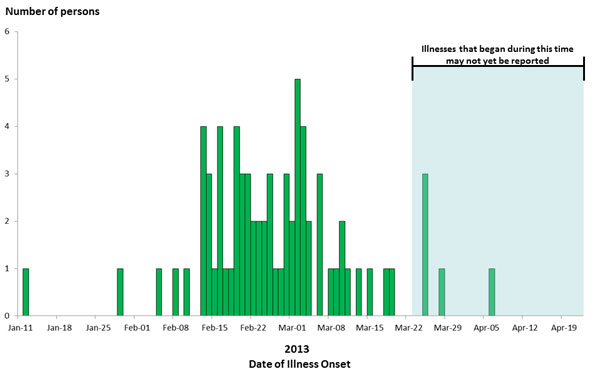 Number of persons
Illnesses that began during this time
may not yet be reported
6
5
4
3
2
1
0
Jan-11 Jan-18 Jan-25 Feb-01 Feb-08 Feb-15 Feb-22 Mar-01 Mar-08 Mar-15 Mar-22 Mar-29 Apr-05 Apr-12 Apr-19
2013
Date of Illness Onset